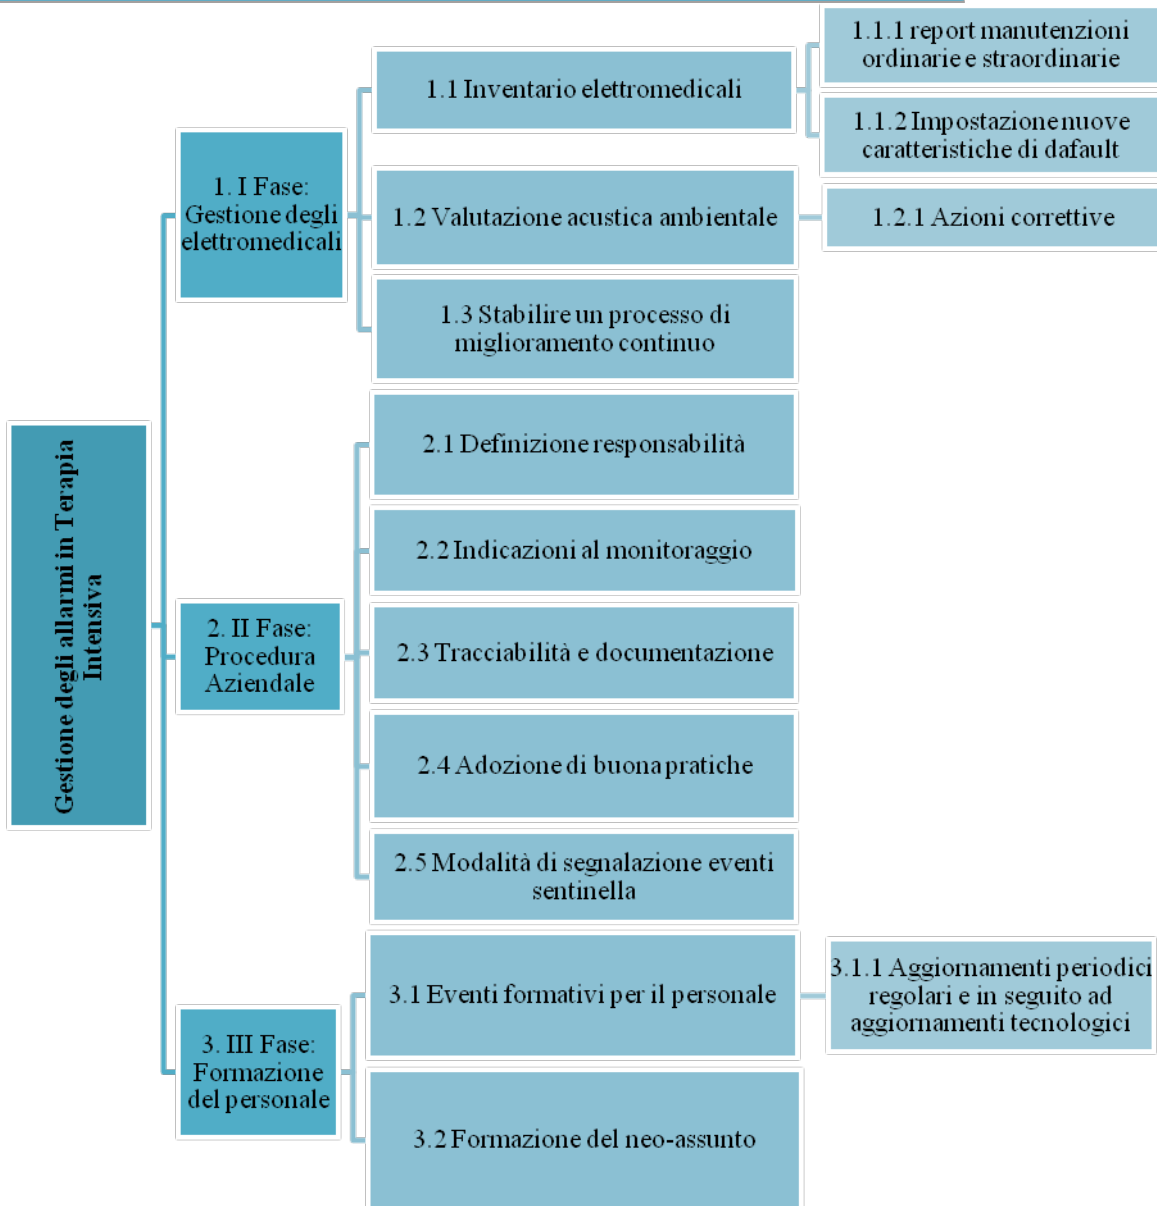 Gestione degli allarmi in Terapia
Intensiva
1. I Fase:
Gestione degli
elettromedicali
1.1 Inventario elettromedicali
1.1.1 report manutenzioni
ordinarie e straordinarie
1.1.2 Impostazione nuove
caratteristiche di dafault
1.2 Valutazione acustica ambientale
1.2.1 Azioni correttive
1.3 Stabilire un processo di
miglioramento continuo
2. II Fase:
Procedura
Aziendale
2.1 Definizione responsabilità
2.2 Indicazioni al monitoraggio
2.3 Tracciabilità e documentazione
2.4 Adozione di buona pratiche
2.5 Modalità di segnalazione eventi
sentinella
3. III Fase:
Formazione
del personale
3.1 Eventi formativi per il personale
3.1.1 Aggiornamenti periodici
regolari e in seguito ad
aggiornamenti tecnologici
3.2 Formazione del neo-assunto